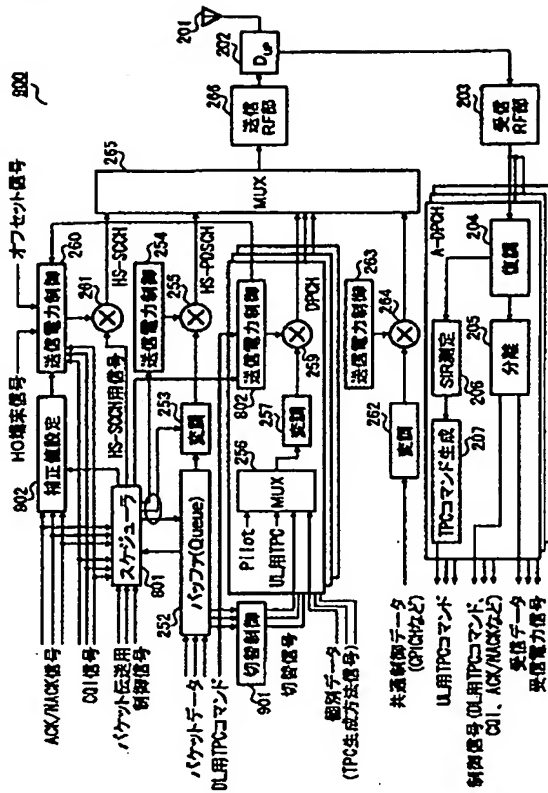 800
HO端末信号
オフセット信号
ACK/NACK信号
CQI信号
パケット伝送用
制御信号
パケットデータ
DL用TPCコマンド
切替信号
個別データ
(TPC生成方法信号)
共通制御データ
(CPICHなど)
UL用TPCコマンド
制御信号(DL用TPCコマンド、
CQI、ACK/NACKなど)
受信データ
受信電力信号
802
補正値設定
260
送信電力制御
261
HS-SCCH
HS-SCCH用信号
801
スケジューラ
254
送信電力制御
255
HS-PDSCH
253
変調
252
バッファ(Queue)
901
切替制御
802
送信電力制御
259
DPCH
257
変調
256
MUX
Pilot
UL用TPC
263
送信電力制御
264
262
変調
265
MUX
266
送信
RF部
202
DUP
201
203
受信
RF部
A-DPCH
204
復調
205
分離
206
SIR測定
207
TPCコマンド生成